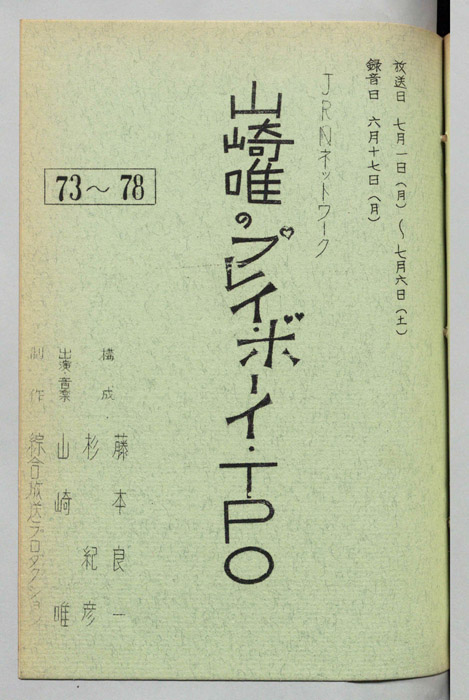 放送日 七月一日(月)～七月六日(土)
録音日 六月十七日(月)
JRNネットワーク
山崎唯のプレイ・ボーイ・TPO
73～78
構成 藤本良一
杉紀彦
出演・音楽 山崎唯
制作 綜合放送プロダクション